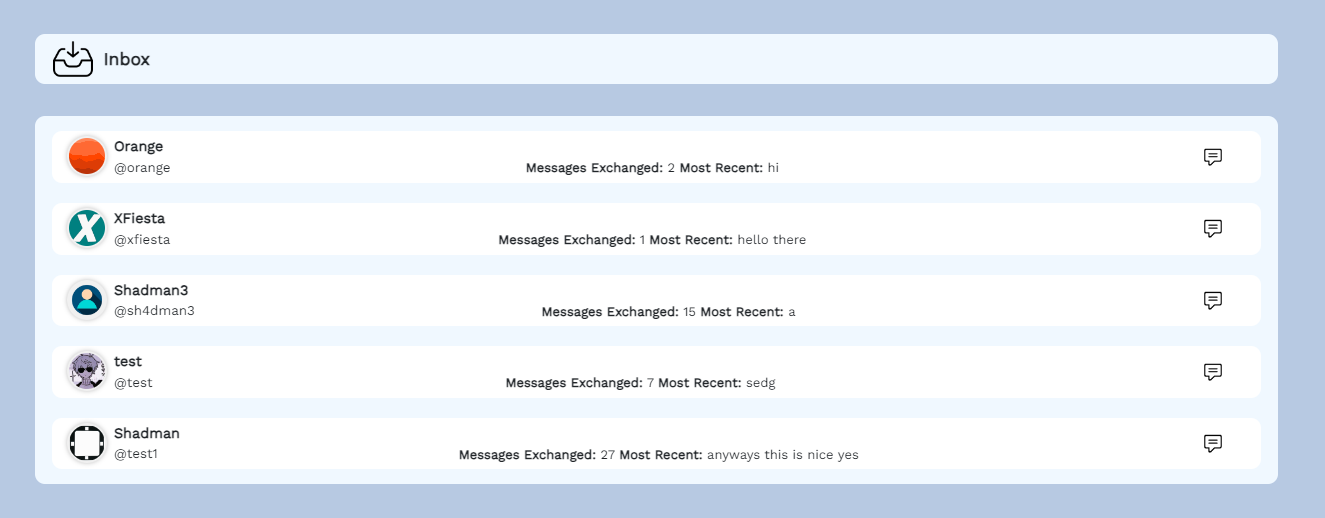 Inbox
Orange
@orange
Messages Exchanged: 2 Most Recent: hi
XFiesta
@xfiesta
Messages Exchanged: 1 Most Recent: hello there
Shadman3
@sh4dman3
Messages Exchanged: 15 Most Recent: a
test
@test
Messages Exchanged: 7 Most Recent: sedg
Shadman
@test1
Messages Exchanged: 27 Most Recent: anyways this is nice yes